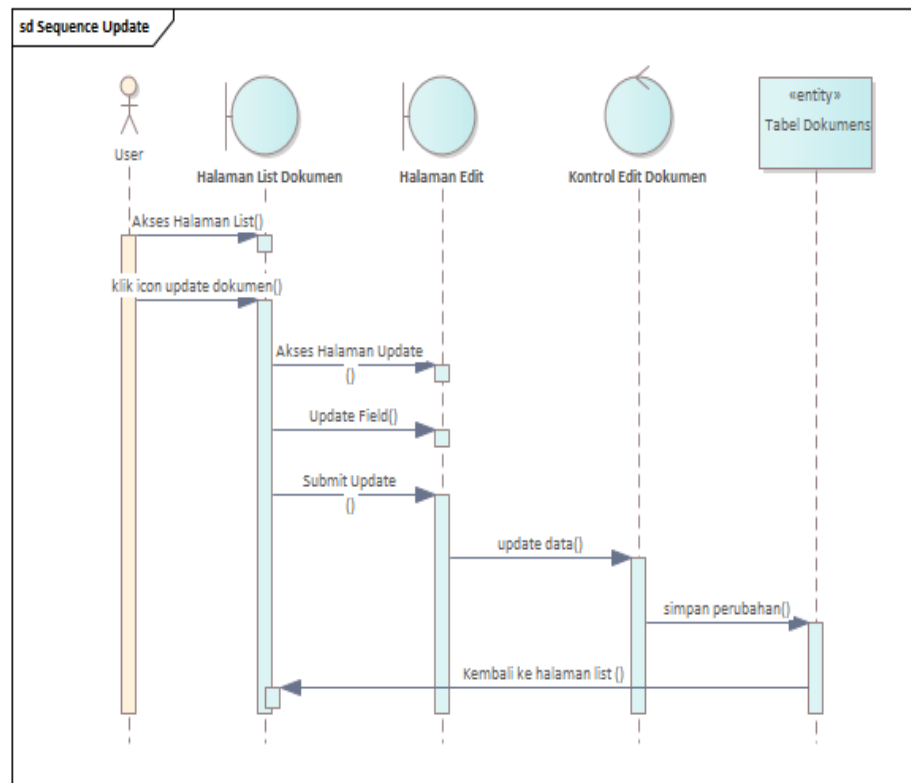 sd Sequence Update
«entity»
Tabel Dokumens
User
Halaman List Dokumen
Halaman Edit
Kontrol Edit Dokumen
Akses Halaman List()
klik icon update dokumen()
Akses Halaman Update
()
Update Field()
Submit Update
()
update data()
simpan perubahan()
Kembali ke halaman list ()